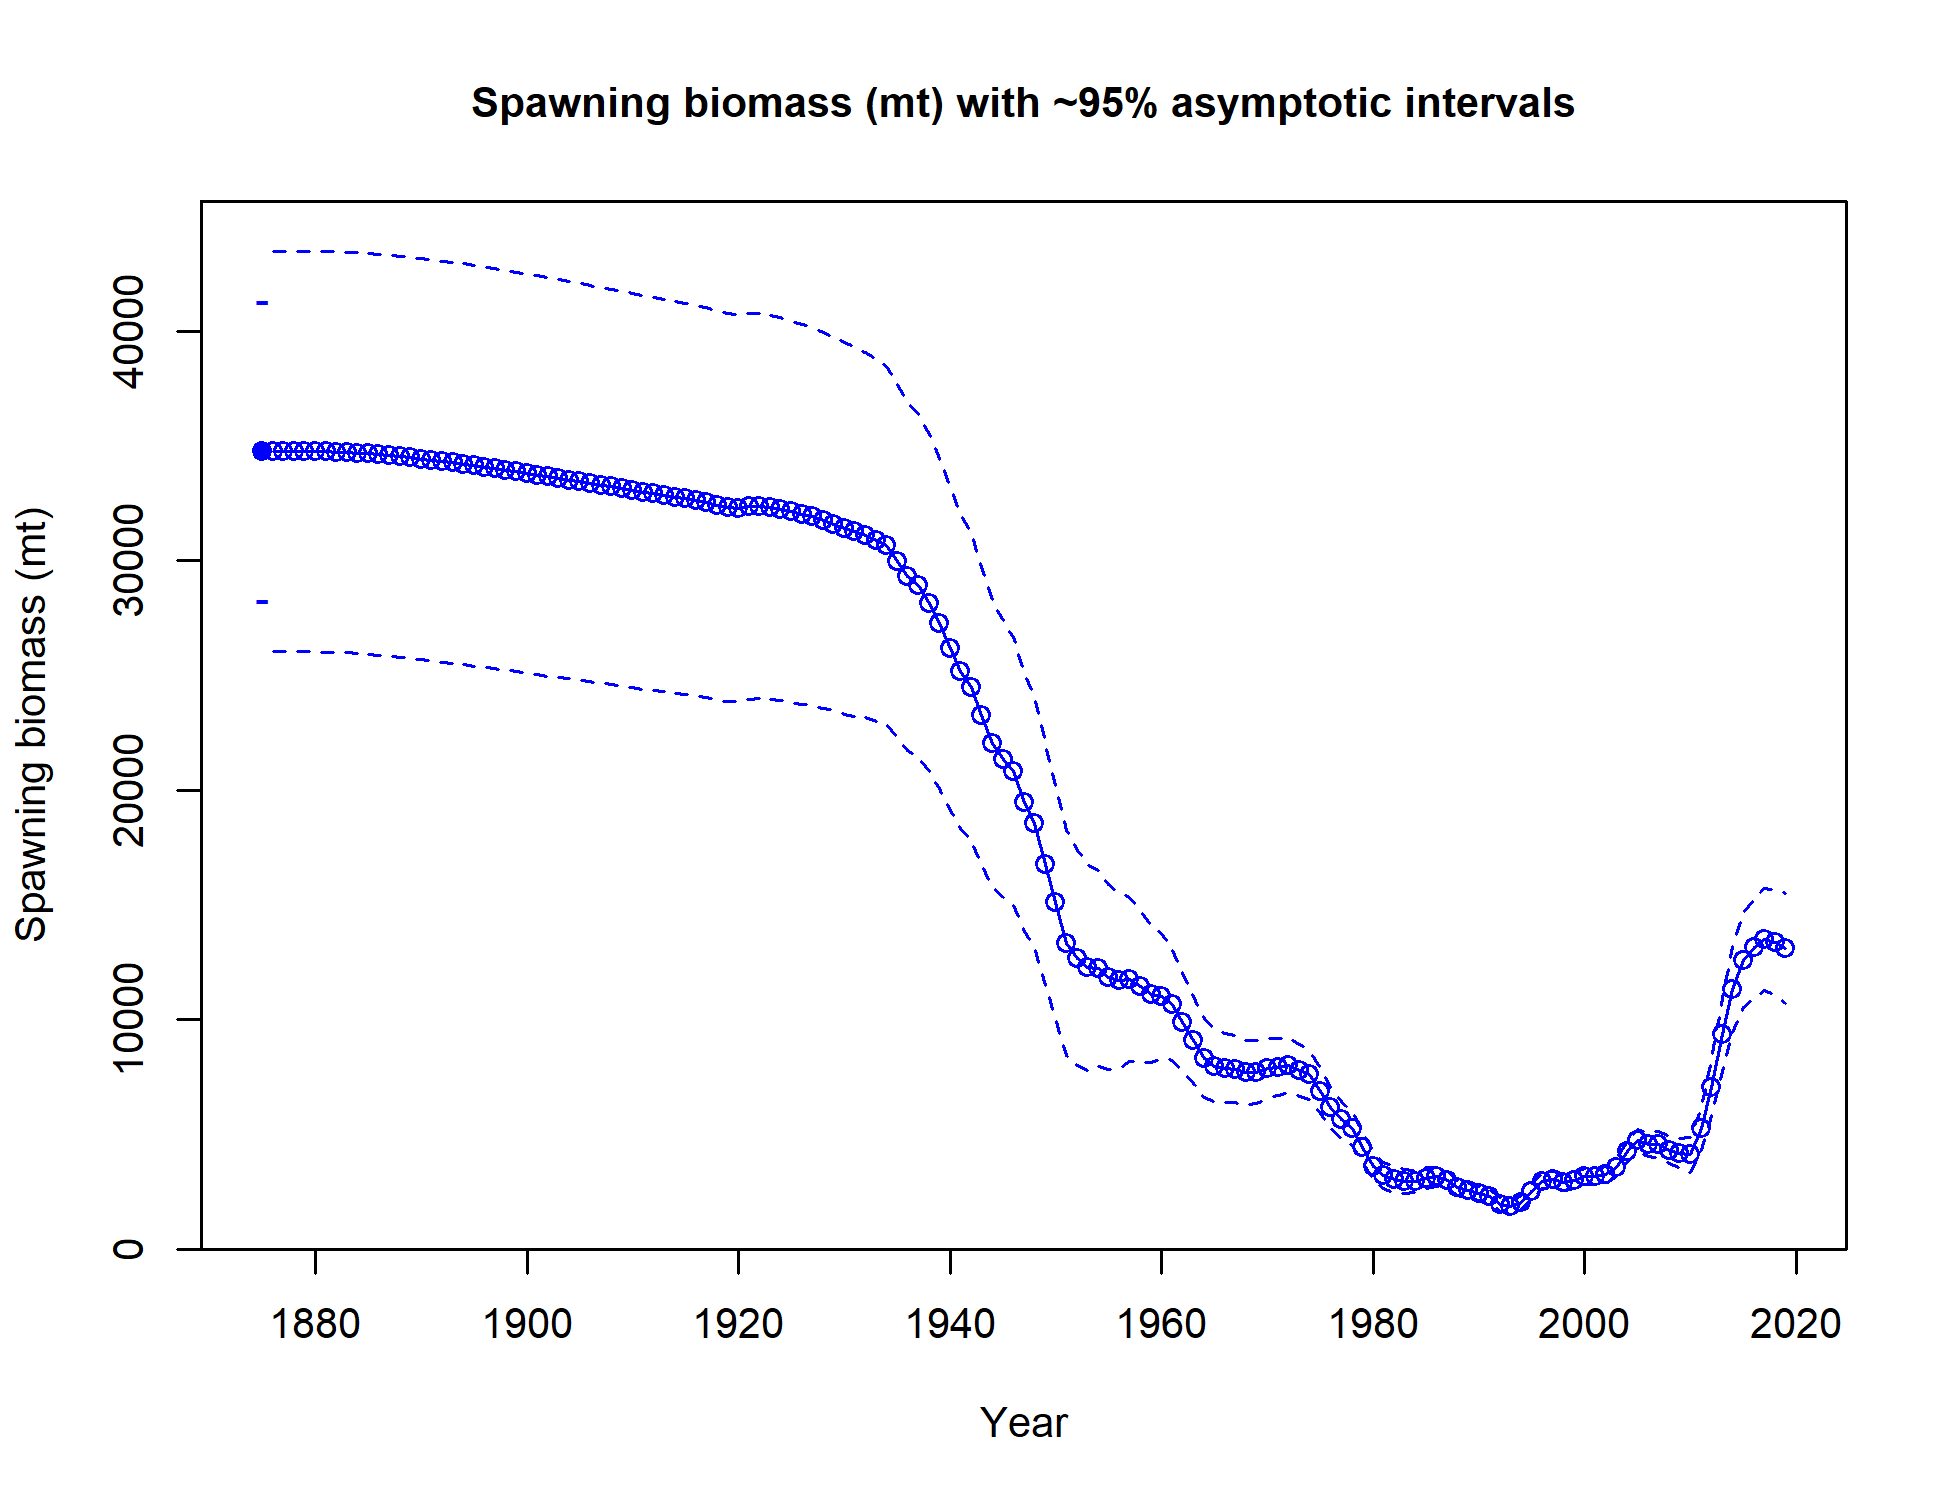 Spawning biomass (mt) with ~95% asymptotic intervals
Spawning biomass (mt)
40000
30000
20000
10000
0
1880 1900 1920 1940 1960 1980 2000 2020
Year